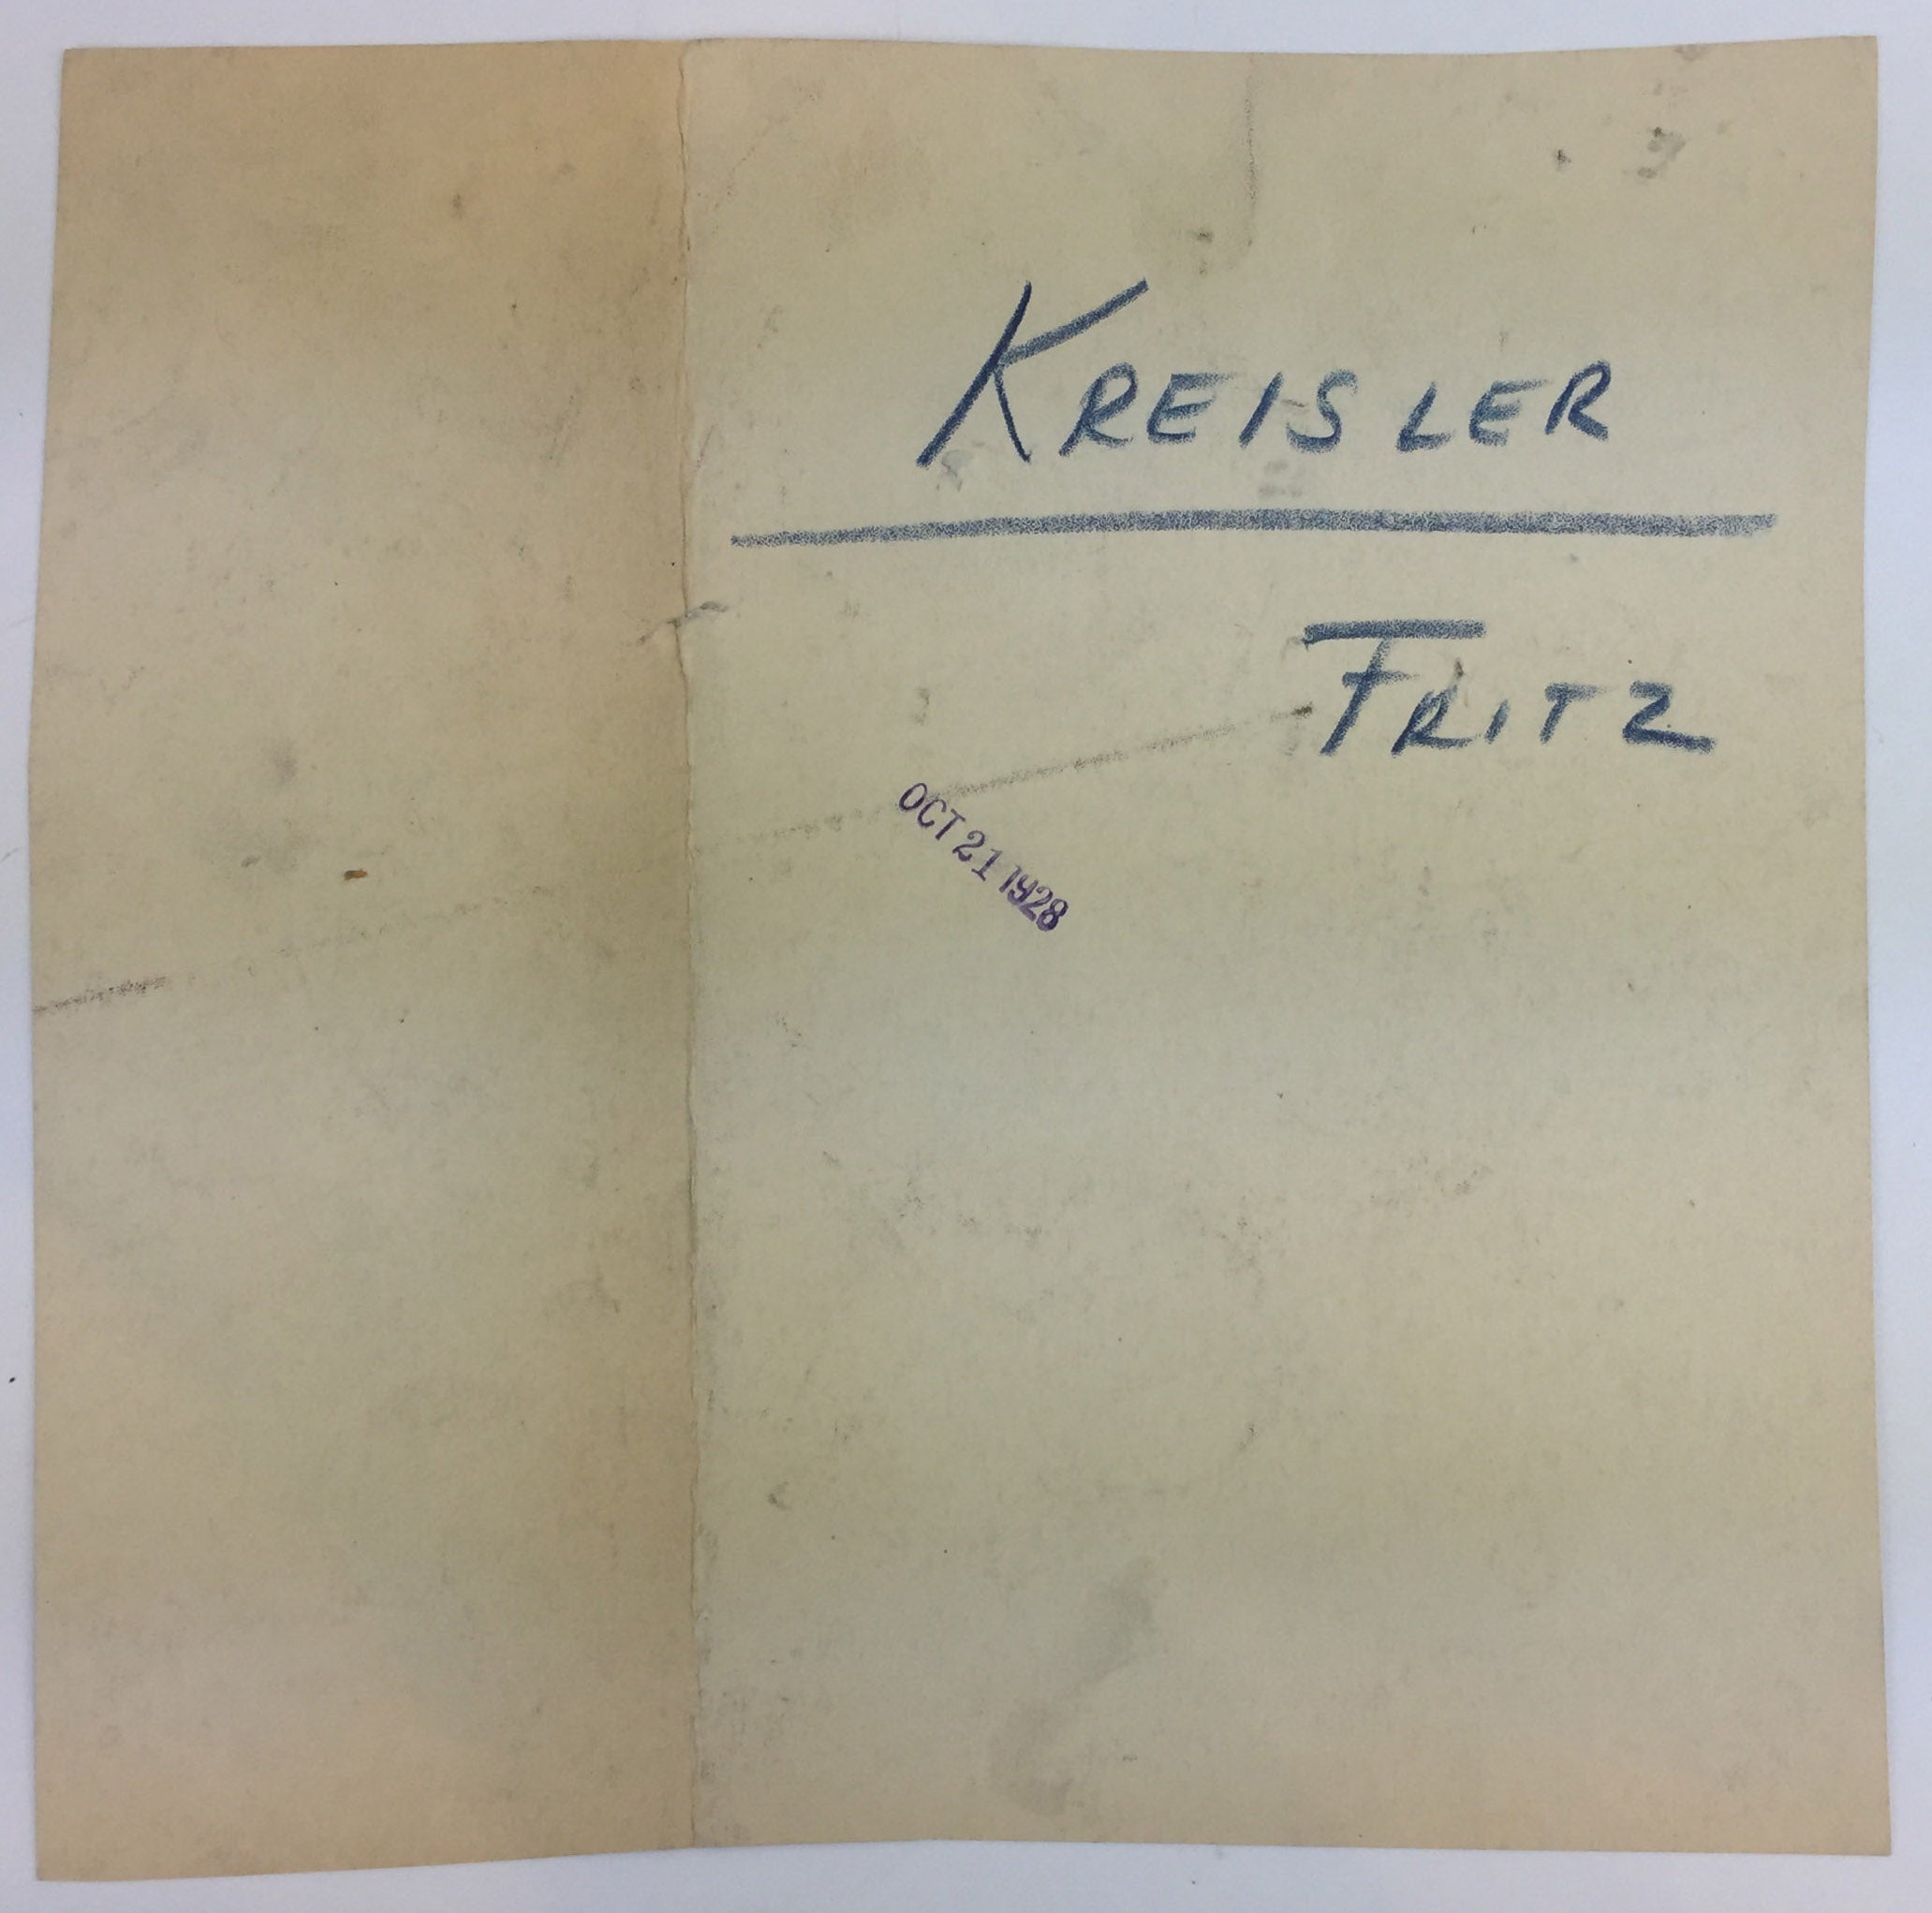 KREISLER
FRITZ
OCT 21 1928